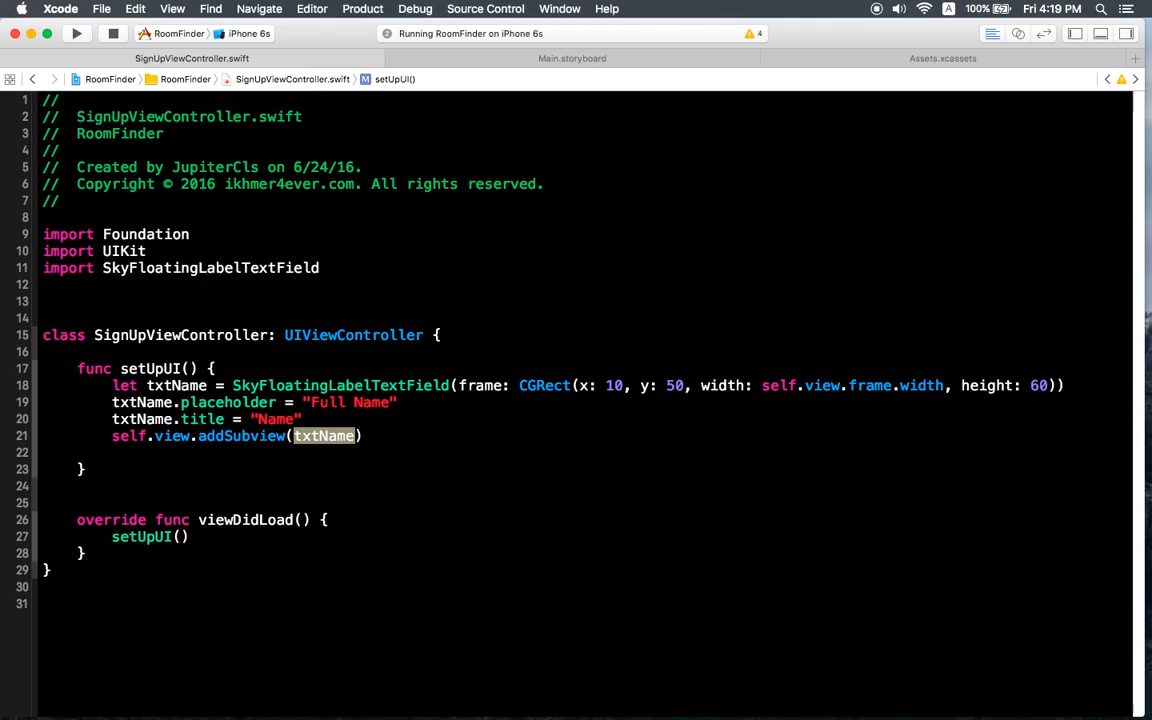 Xcode File Edit View Find Navigate Editor Product Debug Source Control Window Help A 100% Fri 4:19 PM
RoomFinder iPhone 6s 2 Running RoomFinder on iPhone 6s 4
SignUpViewController.swift Main.storyboard Assets.xcassets
RoomFinder RoomFinder SignUpViewController.swift M setUpUI()
1 //
2 // SignUpViewController.swift
3 // RoomFinder
4 //
5 // Created by JupiterCls on 6/24/16.
6 // Copyright © 2016 ikhmer4ever.com. All rights reserved.
7 //
8
9 import Foundation
10 import UIKit
11 import SkyFloatingLabelTextField
12
13
14
15 class SignUpViewController: UIViewController {
16
17 func setUpUI() {
18 let txtName = SkyFloatingLabelTextField(frame: CGRect(x: 10, y: 50, width: self.view.frame.width, height: 60))
19 txtName.placeholder = "Full Name"
20 txtName.title = "Name"
21 self.view.addSubview(txtName)
22
23 }
24
25
26 override func viewDidLoad() {
27 setUpUI()
28 }
29 }
30
31